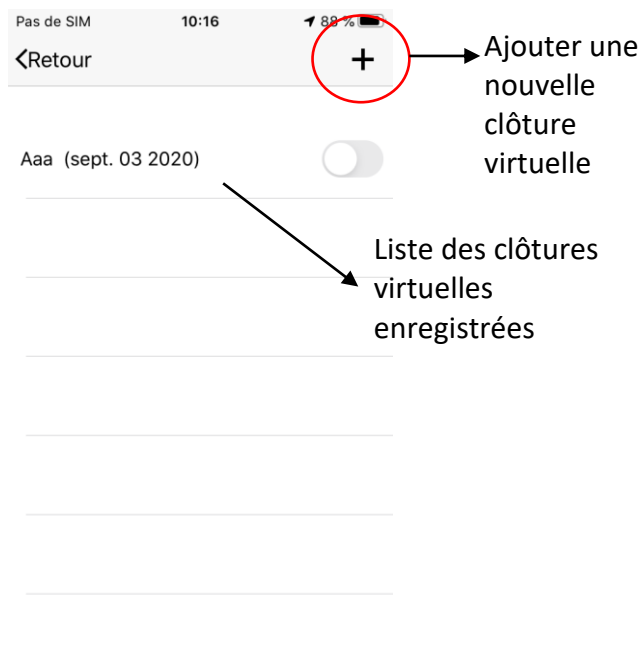 Pas de SIM 10:16 88 %
Retour +
Ajouter une
nouvelle
clôture
virtuelle
Aaa (sept. 03 2020)
Liste des clôtures
virtuelles
enregistrées